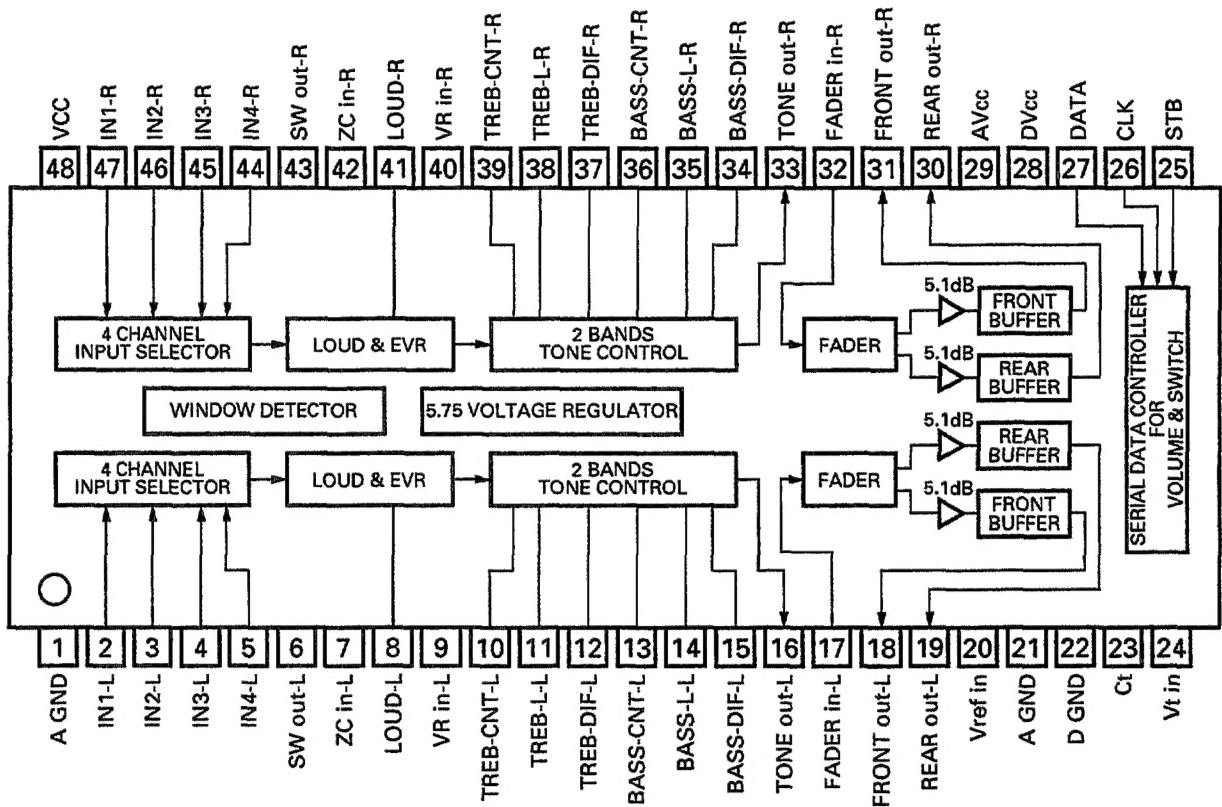 VCC
IN1-R
IN2-R
IN3-R
IN4-R
SW out-R
ZC in-R
LOUD-R
VR in-R
TREB-CNT-R
TREB-L-R
TREB-DIF-R
BASS-CNT-R
BASS-L-R
BASS-DIF-R
TONE out-R
FADER in-R
FRONT out-R
REAR out-R
AVcc
DVcc
DATA
CLK
STB
48 47 46 45 44 43 42 41 40 39 38 37 36 35 34 33 32 31 30 29 28 27 26 25
4 CHANNEL
INPUT SELECTOR
LOUD & EVR
2 BANDS
TONE CONTROL
FADER
5.1dB
FRONT
BUFFER
5.1dB
REAR
BUFFER
WINDOW DETECTOR
5.75 VOLTAGE REGULATOR
4 CHANNEL
INPUT SELECTOR
LOUD & EVR
2 BANDS
TONE CONTROL
FADER
5.1dB
REAR
BUFFER
5.1dB
FRONT
BUFFER
SERIAL DATA CONTROLLER
FOR
VOLUME & SWITCH
1 2 3 4 5 6 7 8 9 10 11 12 13 14 15 16 17 18 19 20 21 22 23 24
A GND
IN1-L
IN2-L
IN3-L
IN4-L
SW out-L
ZC in-L
LOUD-L
VR in-L
TREB-CNT-L
TREB-L-L
TREB-DIF-L
BASS-CNT-L
BASS-L-L
BASS-DIF-L
TONE out-L
FADER in-L
FRONT out-L
REAR out-L
Vref in
A GND
D GND
Ct
Vt in